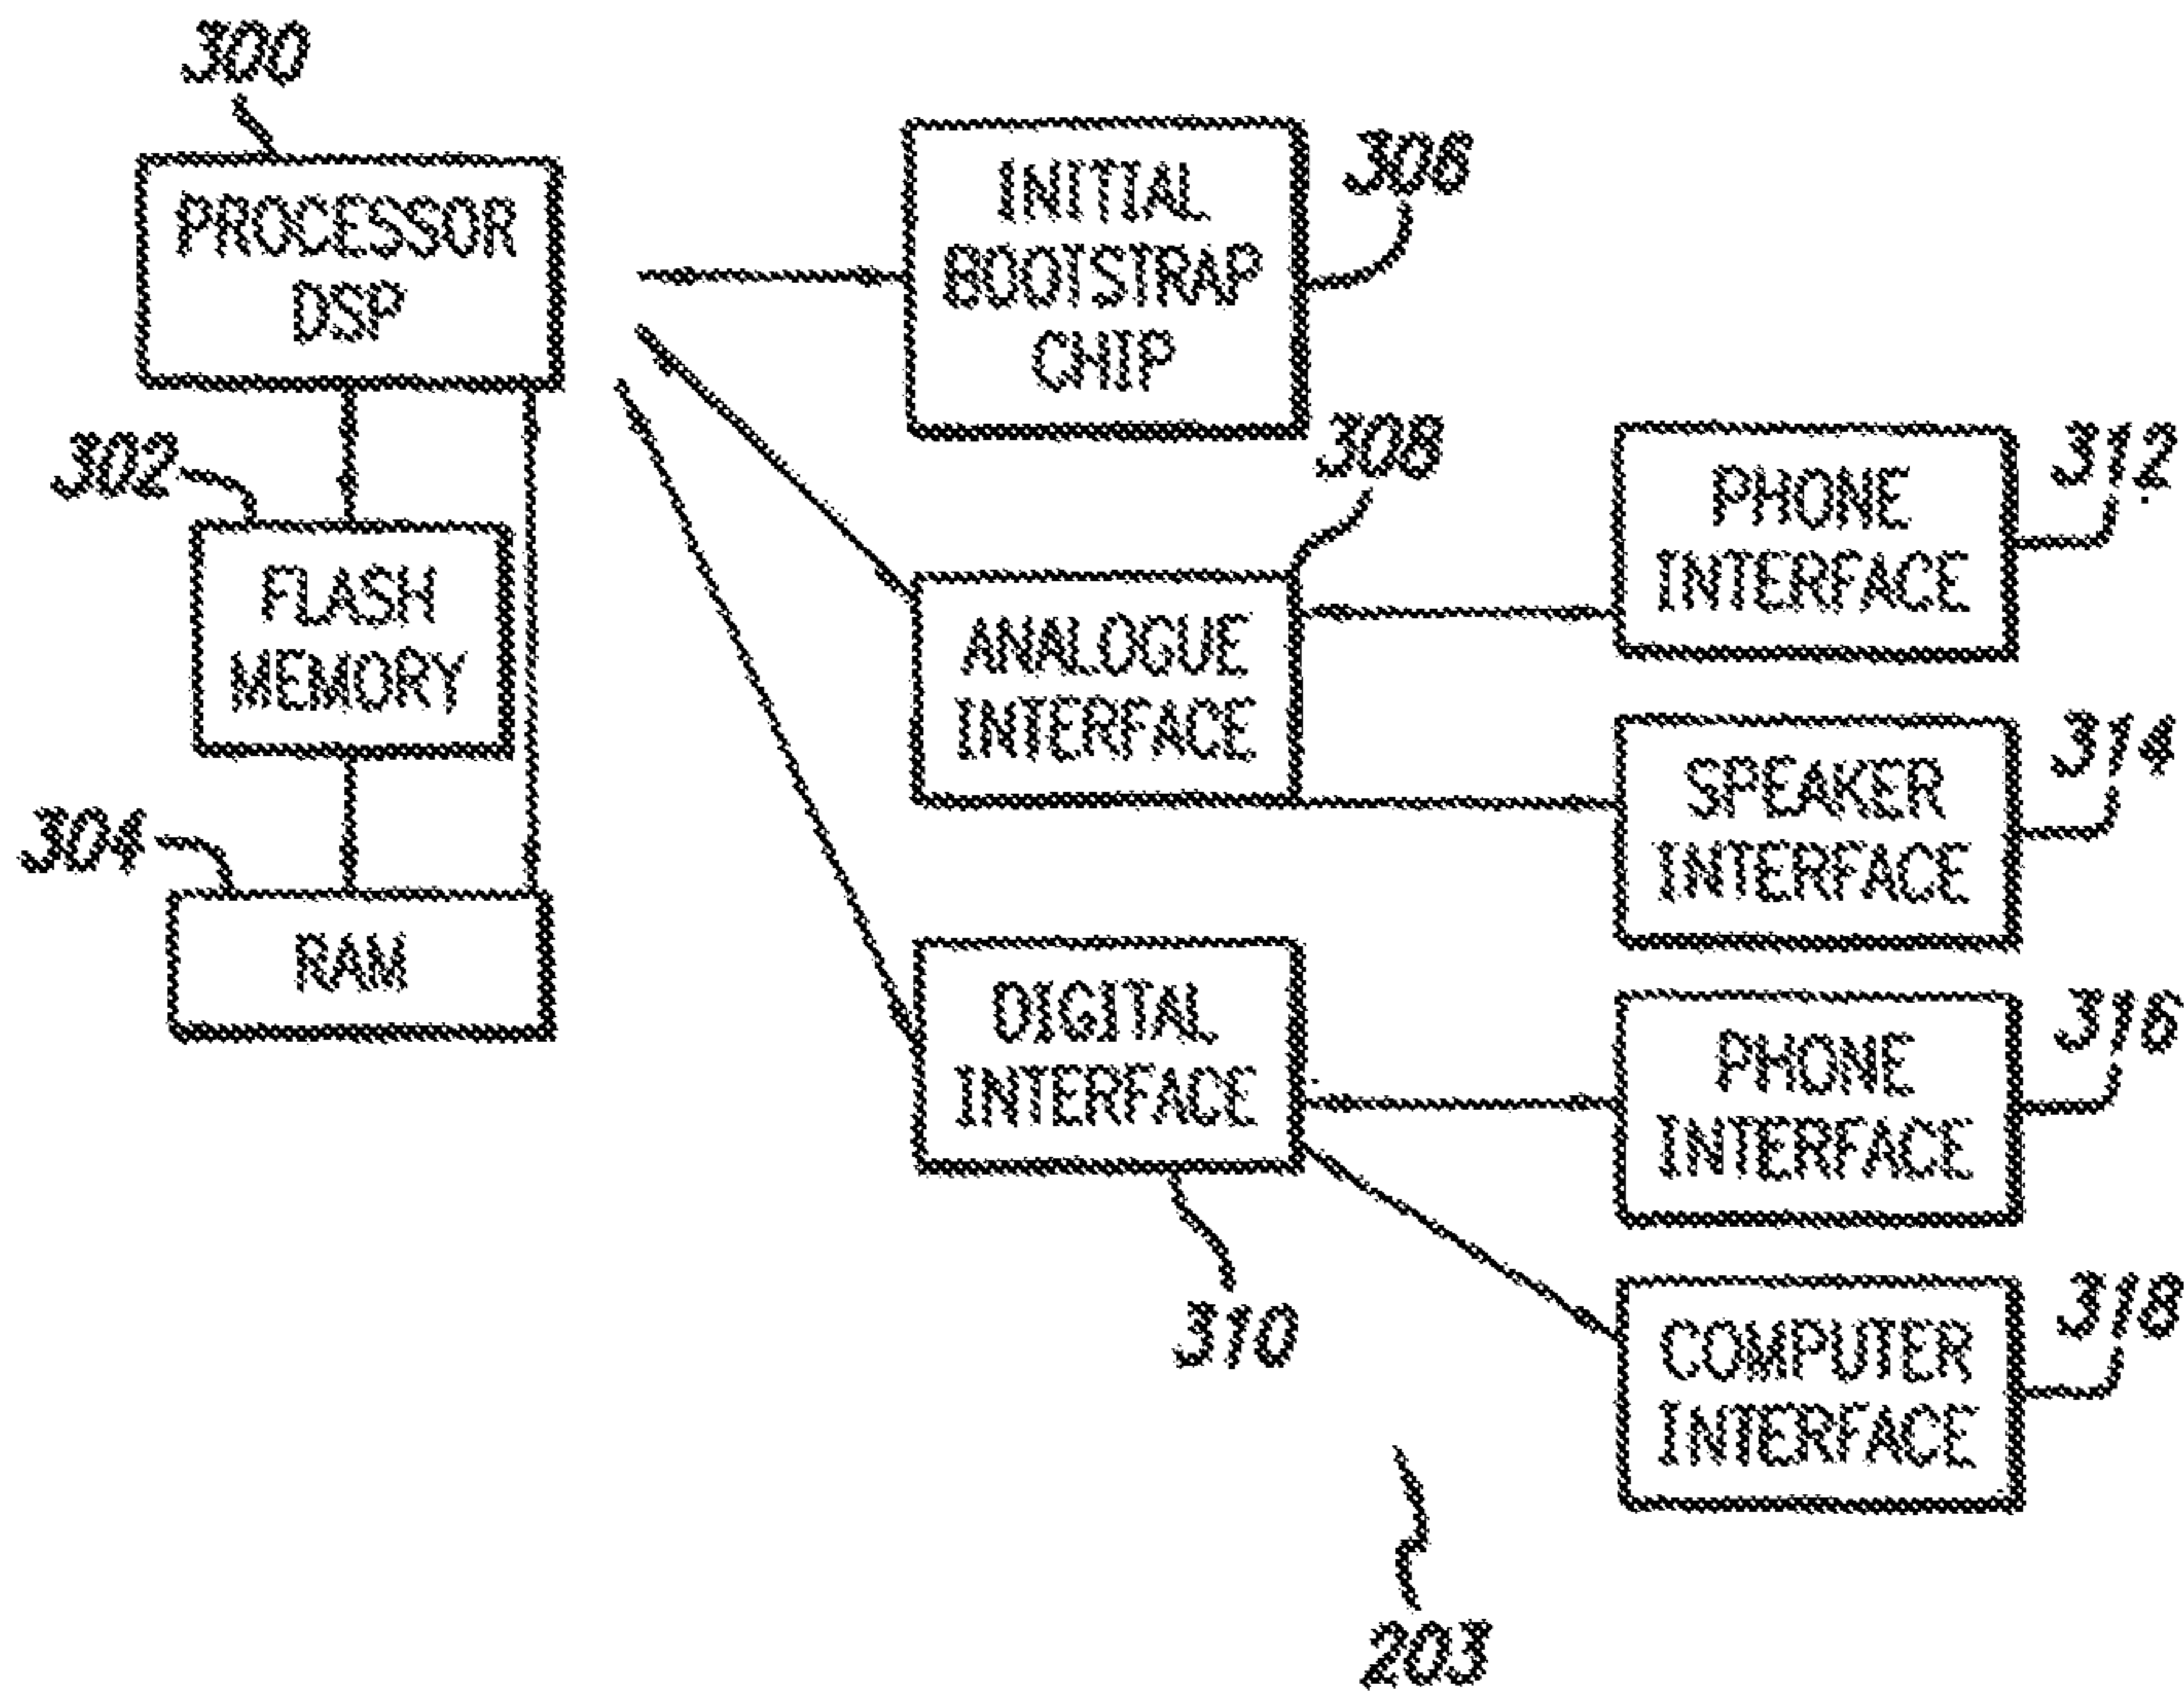 300
PROCESSOR
DSP
302
FLASH
MEMORY
304
RAM
INITIAL
BOOTSTRAP
CHIP
306
308
ANALOGUE
INTERFACE
DIGITAL
INTERFACE
310
PHONE
INTERFACE
312
SPEAKER
INTERFACE
314
PHONE
INTERFACE
316
COMPUTER
INTERFACE
318
203